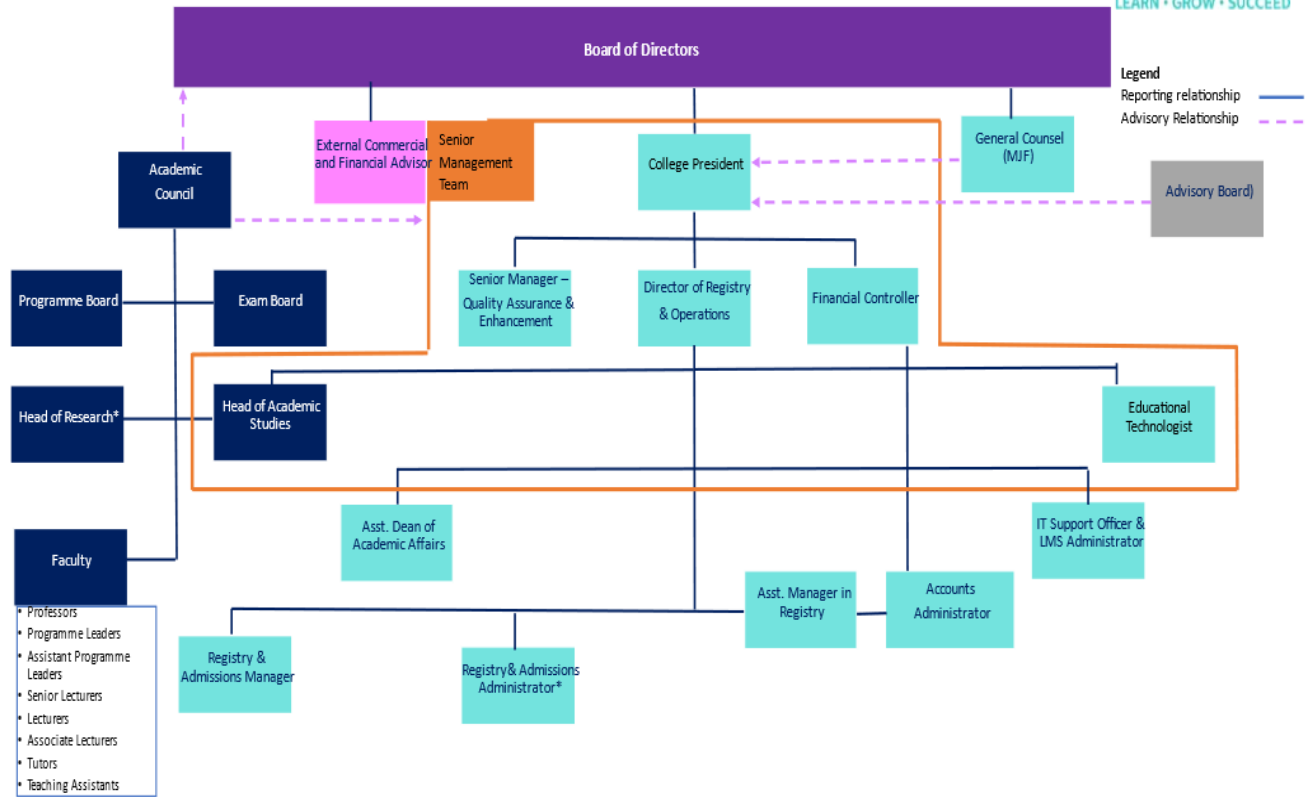 LEARN • GROW • SUCCEED
Board of Directors
Legend
Reporting relationship
Advisory Relationship
External Commercial
and Financial Advisor
Senior
Management
Team
College President
General Counsel
(MJF)
Academic
Council
Advisory Board)
Programme Board
Exam Board
Senior Manager –
Quality Assurance &
Enhancement
Director of Registry
& Operations
Financial Controller
Head of Research*
Head of Academic
Studies
Educational
Technologist
Asst. Dean of
Academic Affairs
IT Support Officer &
LMS Administrator
Faculty
• Professors
• Programme Leaders
• Assistant Programme
Leaders
• Senior Lecturers
• Lecturers
• Associate Lecturers
• Tutors
• Teaching Assistants
Asst. Manager in
Registry
Accounts
Administrator
Registry &
Admissions Manager
Registry& Admissions
Administrator*